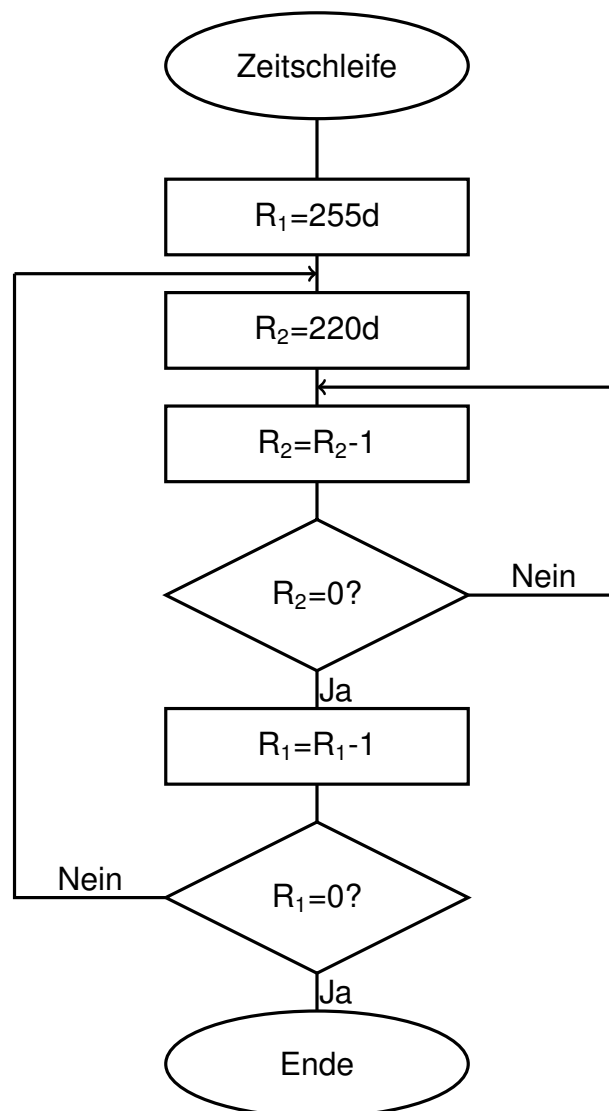 Zeitschleife
R₁=255d
R₂=220d
R₂=R₂-1
R₂=0?
Nein
Ja
R₁=R₁-1
Nein
R₁=0?
Ja
Ende